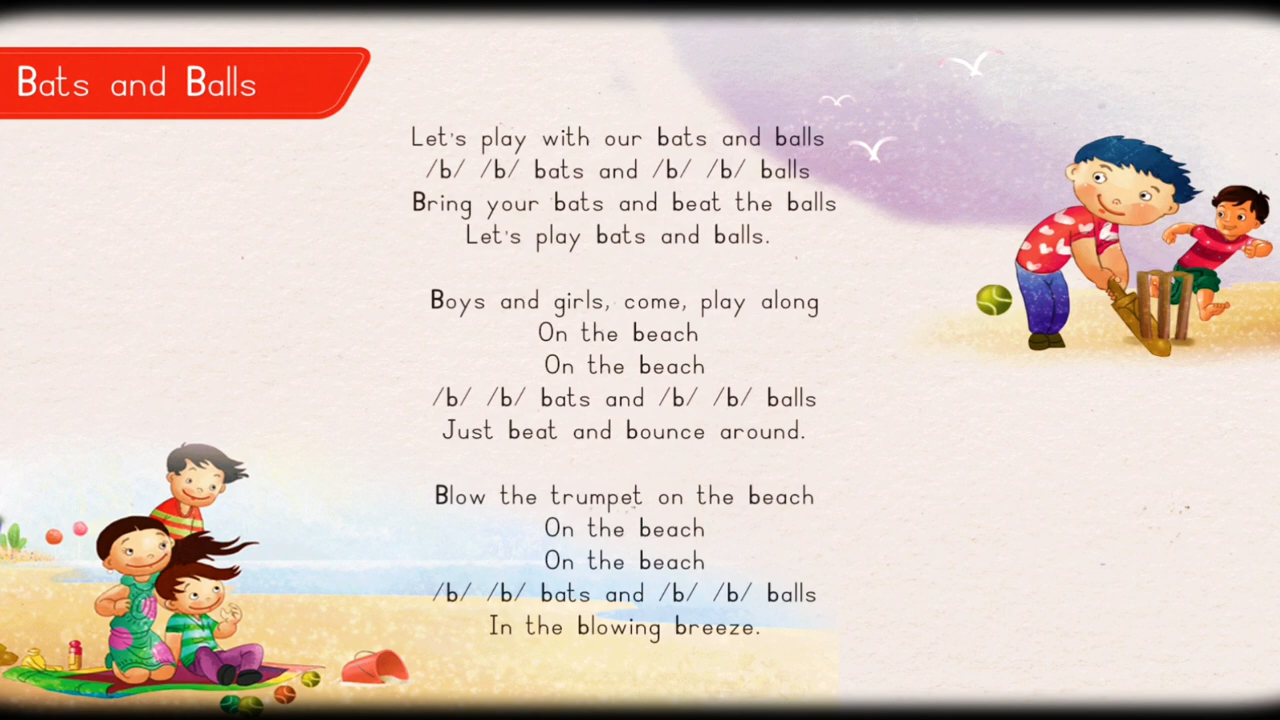 Bats and Balls
Let's play with our bats and balls
/b/ /b/ bats and /b/ /b/ balls
Bring your bats and beat the balls
Let's play bats and balls.
Boys and girls, come, play along
On the beach
On the beach
/b/ /b/ bats and /b/ /b/ balls
Just beat and bounce around.
Blow the trumpet on the beach
On the beach
On the beach
/b/ /b/ bats and /b/ /b/ balls
In the blowing breeze.